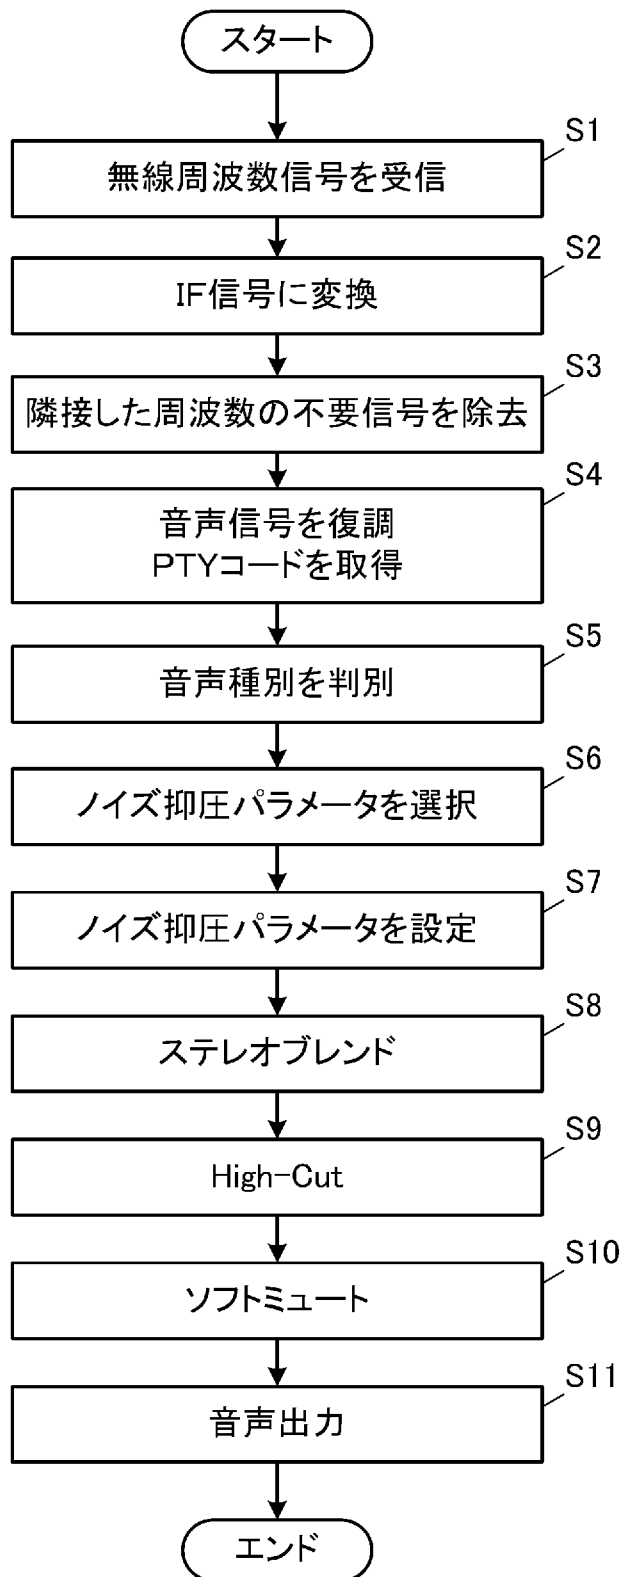 スタート
S1
無線周波数信号を受信
S2
IF信号に変換
S3
隣接した周波数の不要信号を除去
S4
音声信号を復調
PTYコードを取得
S5
音声種別を判別
S6
ノイズ抑圧パラメータを選択
S7
ノイズ抑圧パラメータを設定
S8
ステレオブレンド
S9
High-Cut
S10
ソフトミュート
S11
音声出力
エンド